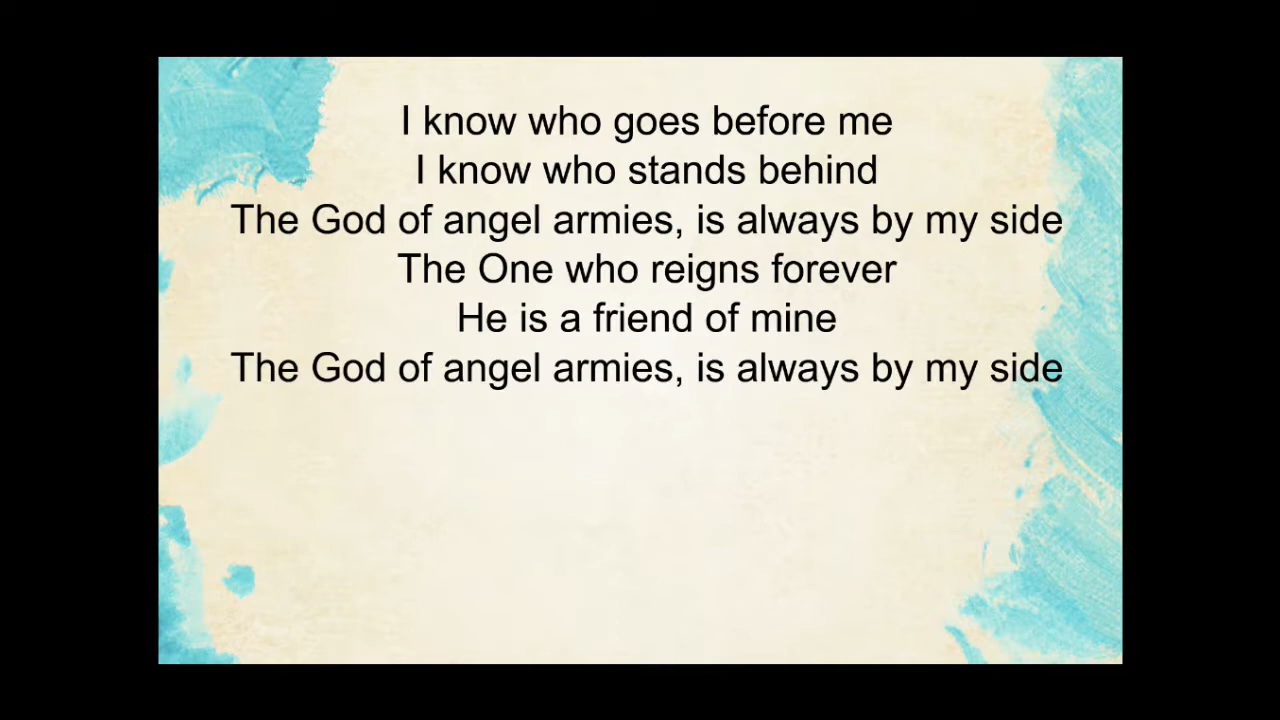 I know who goes before me
I know who stands behind
The God of angel armies, is always by my side
The One who reigns forever
He is a friend of mine
The God of angel armies, is always by my side